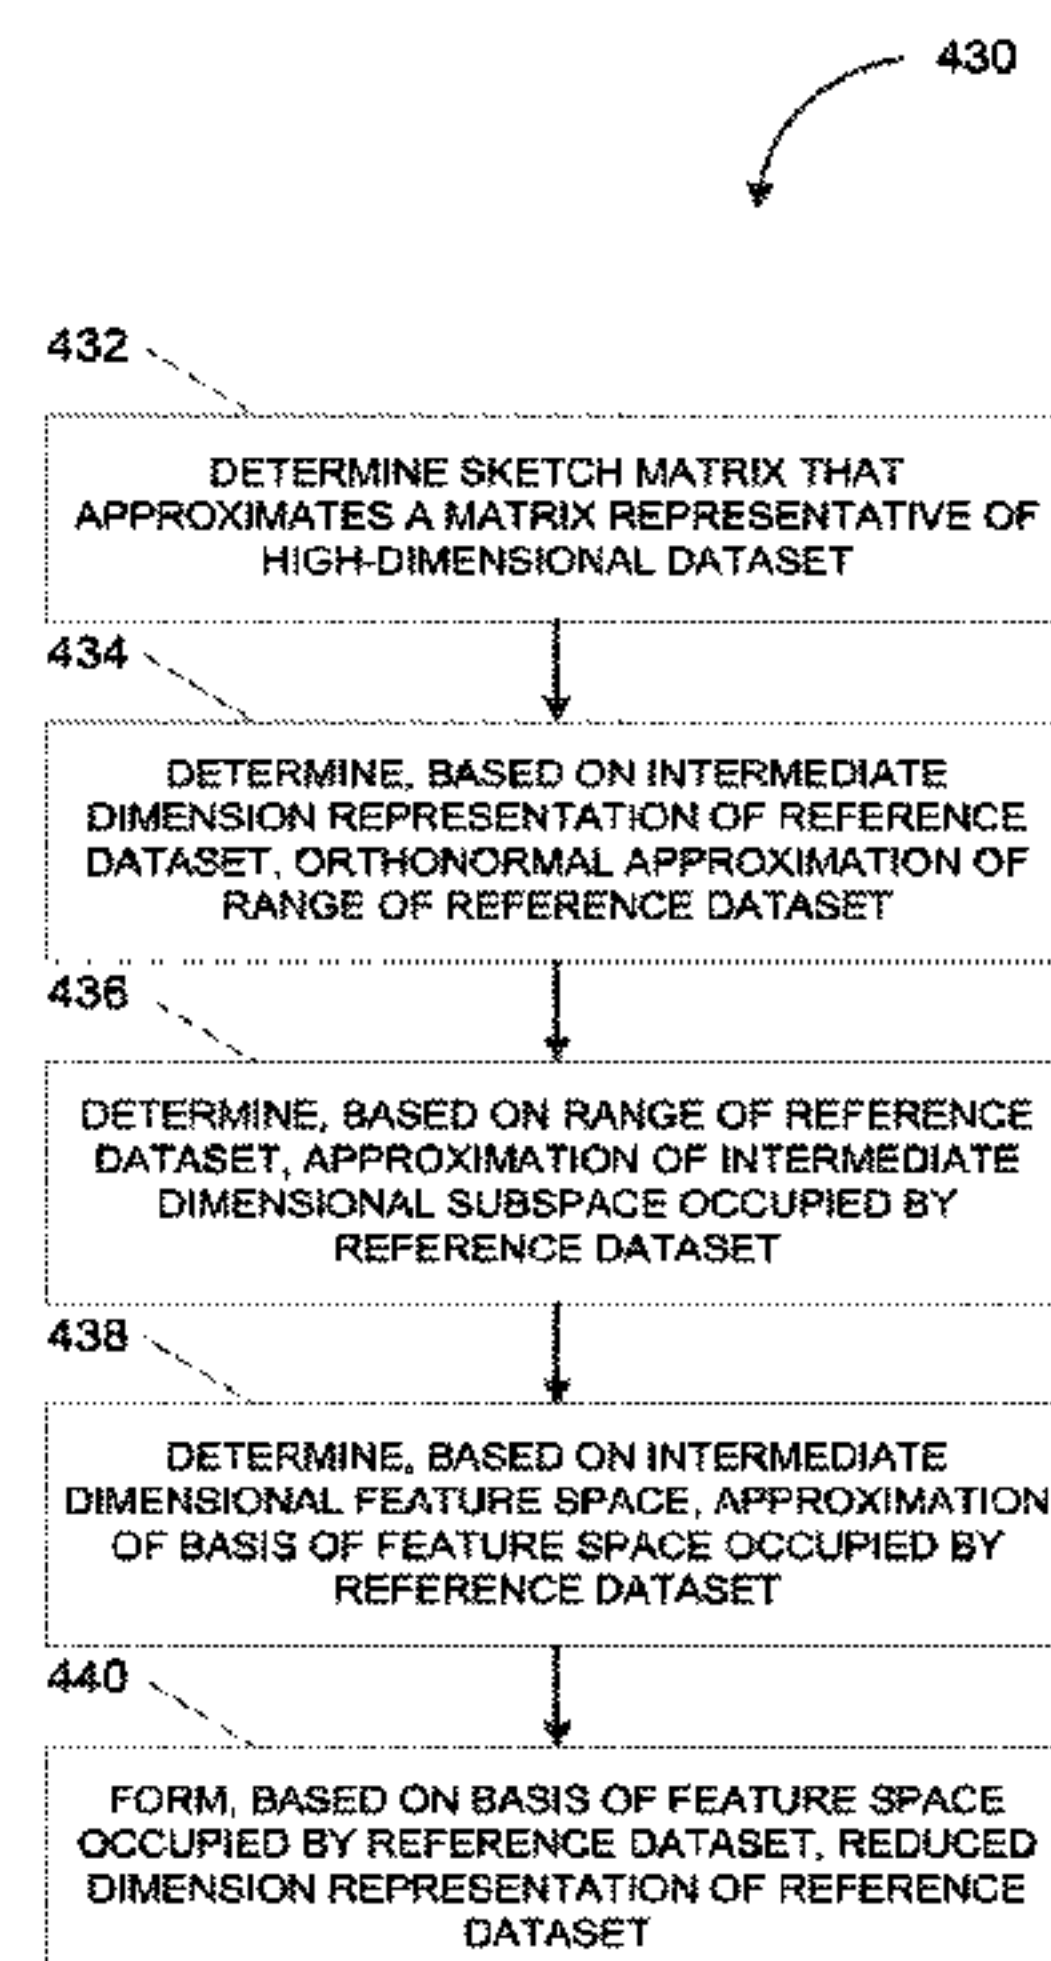 430
432
DETERMINE SKETCH MATRIX THAT
APPROXIMATES A MATRIX REPRESENTATIVE OF
HIGH-DIMENSIONAL DATASET
434
DETERMINE, BASED ON INTERMEDIATE
DIMENSION REPRESENTATION OF REFERENCE
DATASET, ORTHONORMAL APPROXIMATION OF
RANGE OF REFERENCE DATASET
436
DETERMINE, BASED ON RANGE OF REFERENCE
DATASET, APPROXIMATION OF INTERMEDIATE
DIMENSIONAL SUBSPACE OCCUPIED BY
REFERENCE DATASET
438
DETERMINE, BASED ON INTERMEDIATE
DIMENSIONAL FEATURE SPACE, APPROXIMATION
OF BASIS OF FEATURE SPACE OCCUPIED BY
REFERENCE DATASET
440
FORM, BASED ON BASIS OF FEATURE SPACE
OCCUPIED BY REFERENCE DATASET, REDUCED
DIMENSION REPRESENTATION OF REFERENCE
DATASET